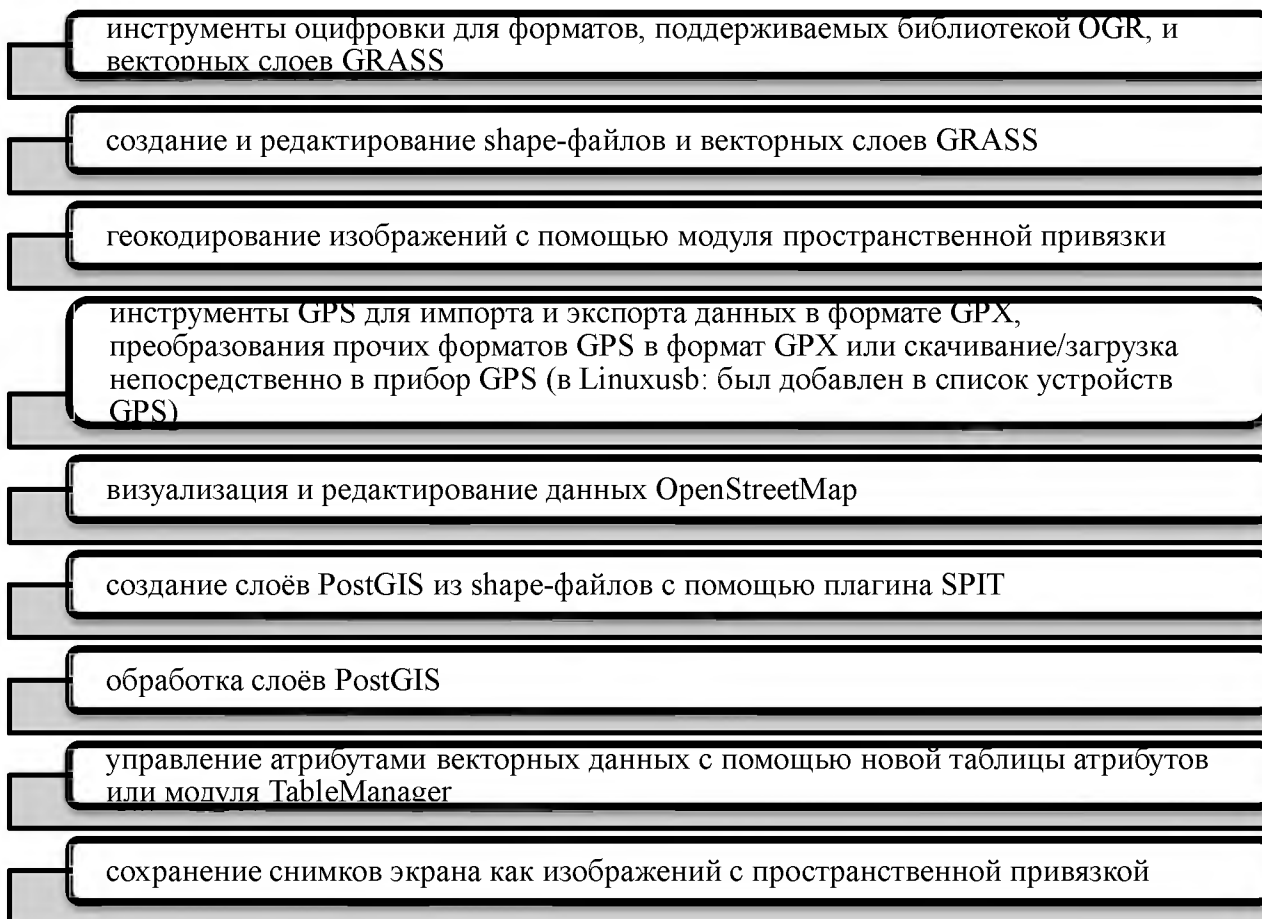 инструменты оцифровки для форматов, поддерживаемых библиотекой OGR, и
векторных слоев GRASS
создание и редактирование shape-файлов и векторных слоев GRASS
геокодирование изображений с помощью модуля пространственной привязки
инструменты GPS для импорта и экспорта данных в формате GPX,
преобразования прочих форматов GPS в формат GPX или скачивание/загрузка
непосредственно в прибор GPS (в Linuxusb: был добавлен в список устройств
GPS)
визуализация и редактирование данных OpenStreetMap
создание слоёв PostGIS из shape-файлов с помощью плагина SPIT
обработка слоёв PostGIS
управление атрибутами векторных данных с помощью новой таблицы атрибутов
или модуля TableManager
сохранение снимков экрана как изображений с пространственной привязкой